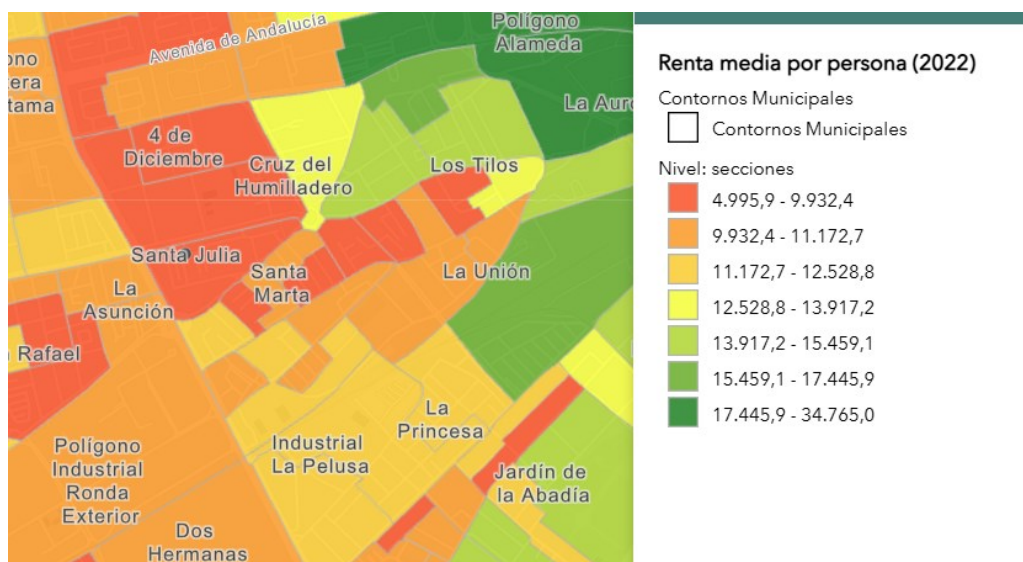 Avenida de Andalucía
Polígono
Alameda
ono
tera
tama
La Auro
4 de
Diciembre
Cruz del
Humilladero
Los Tilos
Santa Julia
Santa
Marta
La Unión
La
Asunción
n Rafael
La
Princesa
Industrial
La Pelusa
Polígono
Industrial
Ronda
Exterior
Jardín de
la Abadía
Dos
Hermanas
Renta media por persona (2022)
Contornos Municipales
Contornos Municipales
Nivel: secciones
4.995,9 - 9.932,4
9.932,4 - 11.172,7
11.172,7 - 12.528,8
12.528,8 - 13.917,2
13.917,2 - 15.459,1
15.459,1 - 17.445,9
17.445,9 - 34.765,0